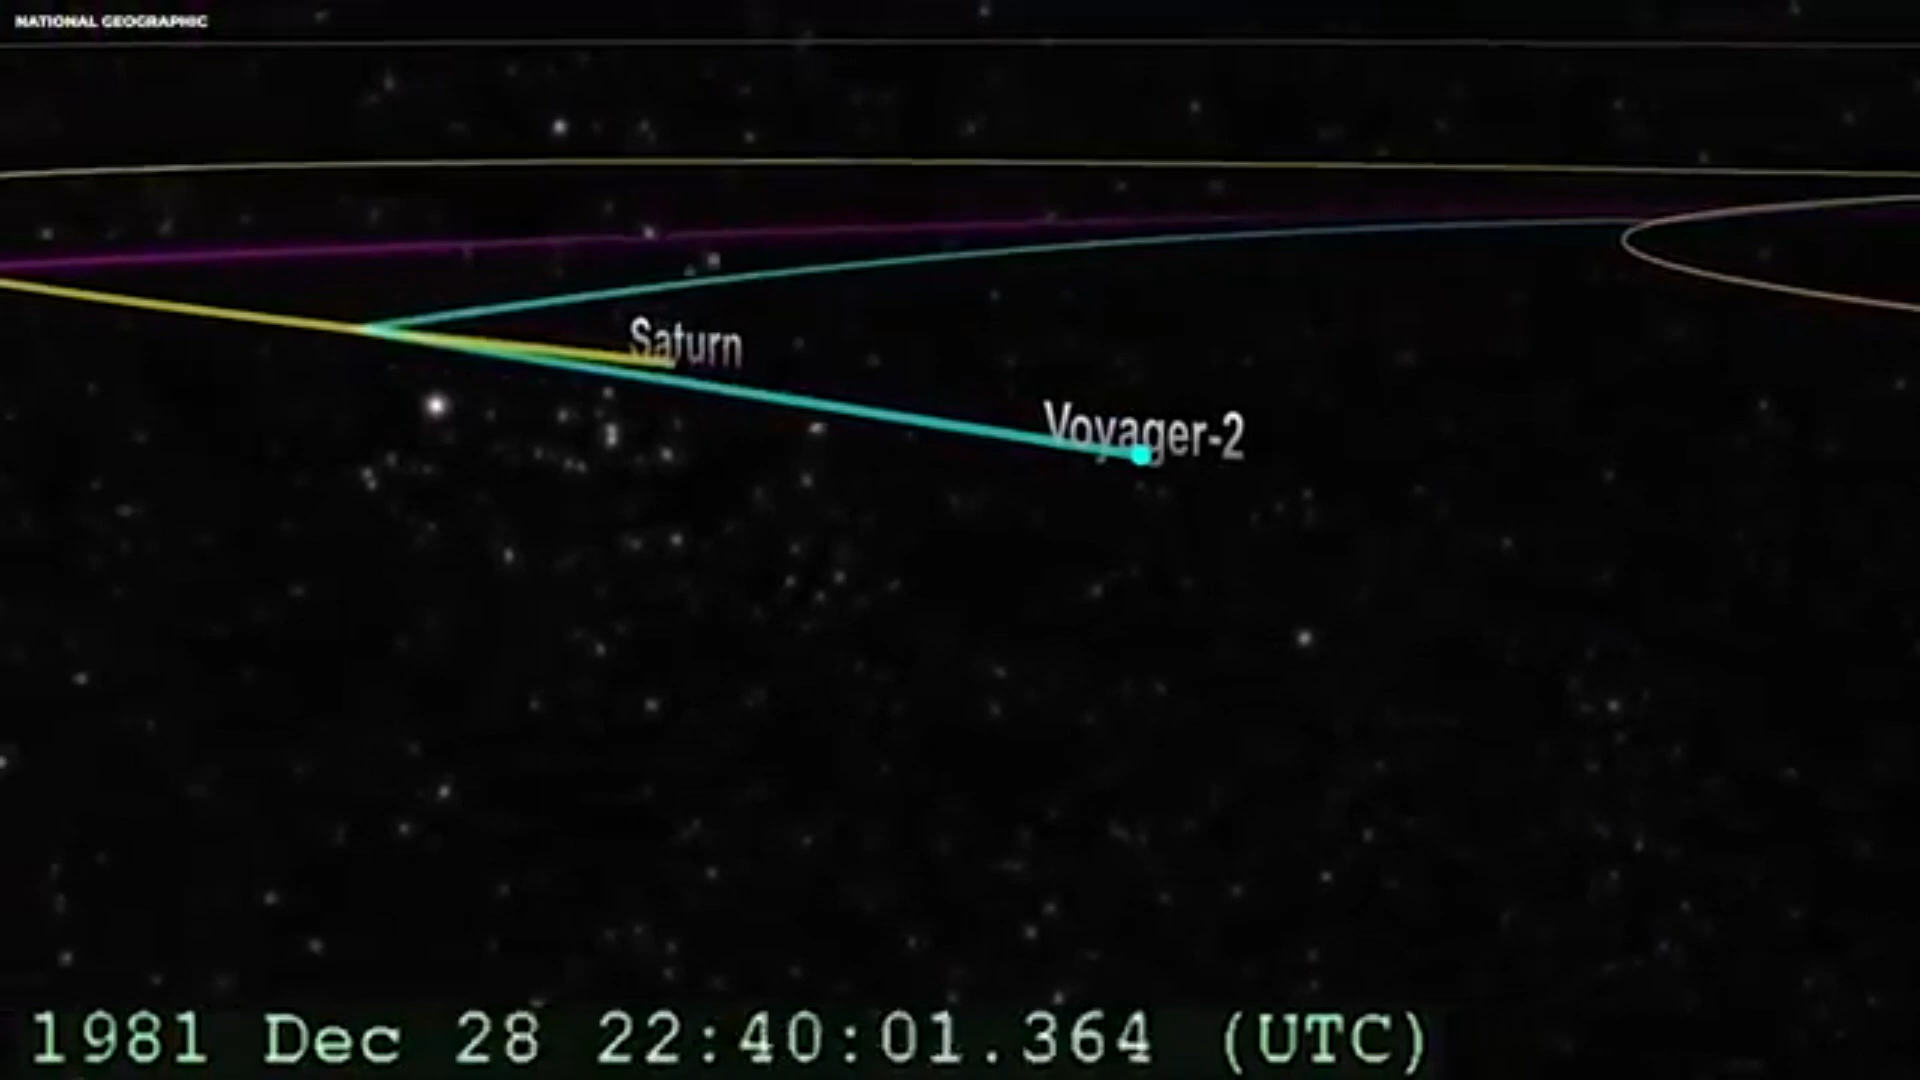 NATIONAL GEOGRAPHIC
Saturn
Voyager-2
1981 Dec 28 22:40:01.364 (UTC)